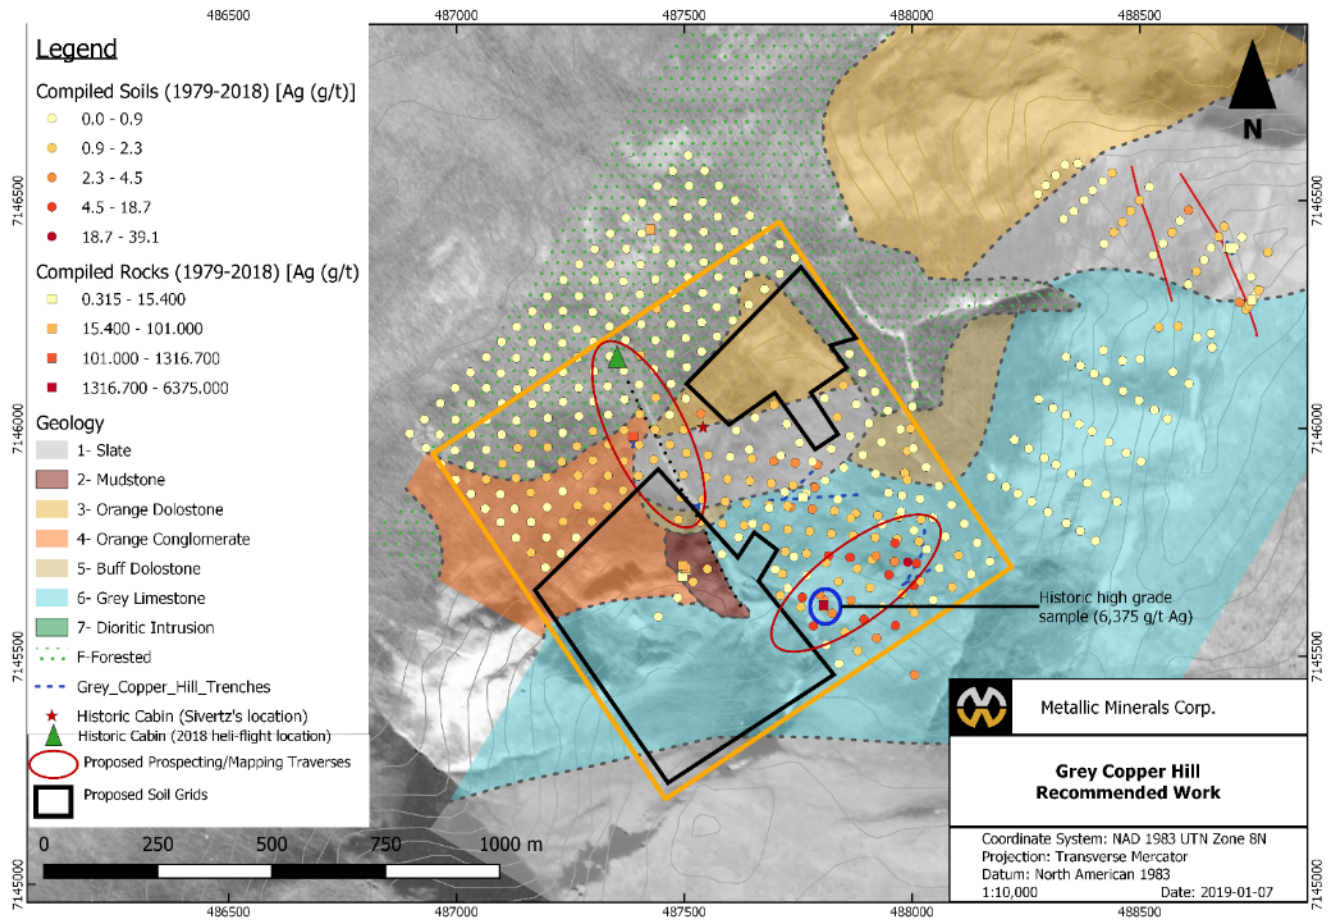 486500
487000
487500
488000
488500
Legend
Compiled Soils (1979-2018) [Ag (g/t)]
0.0 - 0.9
0.9 - 2.3
2.3 - 4.5
4.5 - 18.7
18.7 - 39.1
Compiled Rocks (1979-2018) [Ag (g/t)
0.315 - 15.400
15.400 - 101.000
101.000 - 1316.700
1316.700 - 6375.000
Geology
1- Slate
2- Mudstone
3- Orange Dolostone
4- Orange Conglomerate
5- Buff Dolostone
6- Grey Limestone
7- Dioritic Intrusion
F-Forested
Grey_Copper_Hill_Trenches
Historic Cabin (Sivertz's location)
Historic Cabin (2018 heli-flight location)
Proposed Prospecting/Mapping Traverses
Proposed Soil Grids
0 250 500 750 1000 m
7146500
7146000
7145500
7145000
N
7146500
7146000
7145500
7145000
Historic high grade
sample (6,375 g/t Ag)
Metallic Minerals Corp.
Grey Copper Hill
Recommended Work
Coordinate System: NAD 1983 UTN Zone 8N
Projection: Transverse Mercator
Datum: North American 1983
1:10,000 Date: 2019-01-07
486500
487000
487500
488000
488500